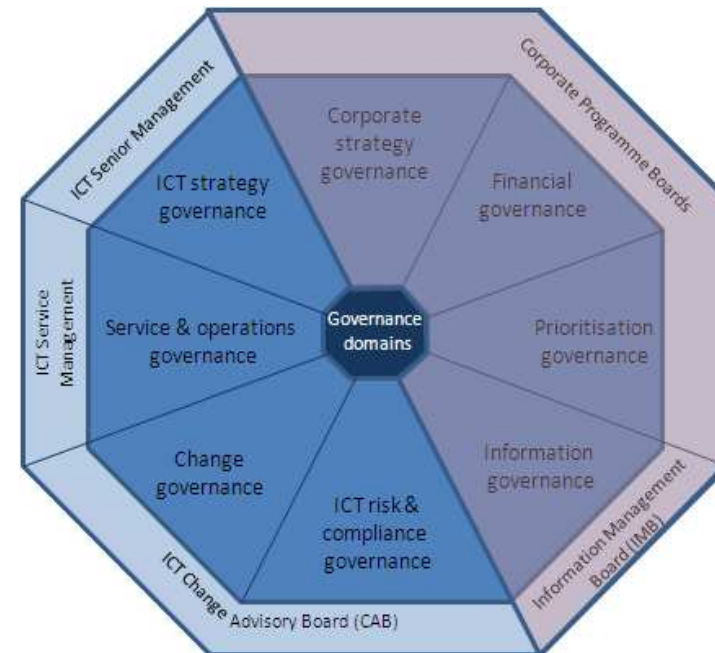 ICT Senior Management
Corporate Programme Boards
Corporate
strategy
governance
ICT strategy
governance
Financial
governance
ICT Service
Management
Service & operations
governance
Governance
domains
Prioritisation
governance
Change
governance
Information
governance
ICT risk &
compliance
governance
Information Management
Board (IMB)
ICT Change
Advisory Board (CAB)